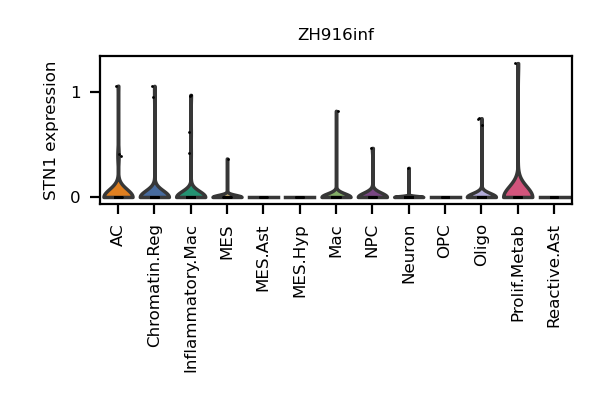 ZH916inf
STN1 expression
1
0
AC
Chromatin.Reg
Inflammatory.Mac
MES
MES.Ast
MES.Hyp
Mac
NPC
Neuron
OPC
Oligo
Prolif.Metab
Reactive.Ast